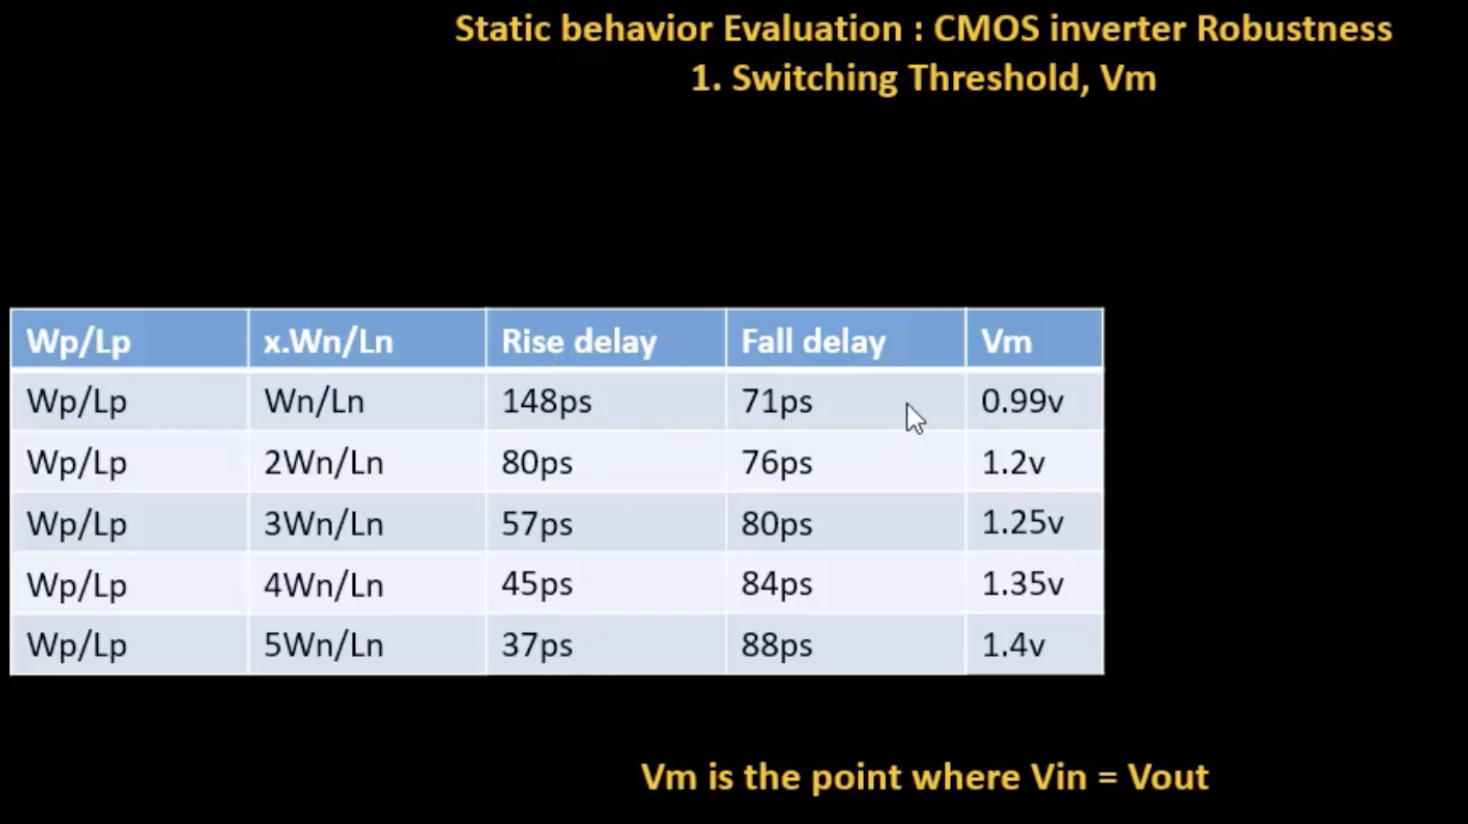 Static behavior Evaluation : CMOS inverter Robustness
1. Switching Threshold, Vm
Wp/Lp x.Wn/Ln Rise delay Fall delay Vm
Wp/Lp Wn/Ln 148ps 71ps 0.99v
Wp/Lp 2Wn/Ln 80ps 76ps 1.2v
Wp/Lp 3Wn/Ln 57ps 80ps 1.25v
Wp/Lp 4Wn/Ln 45ps 84ps 1.35v
Wp/Lp 5Wn/Ln 37ps 88ps 1.4v
Vm is the point where Vin = Vout